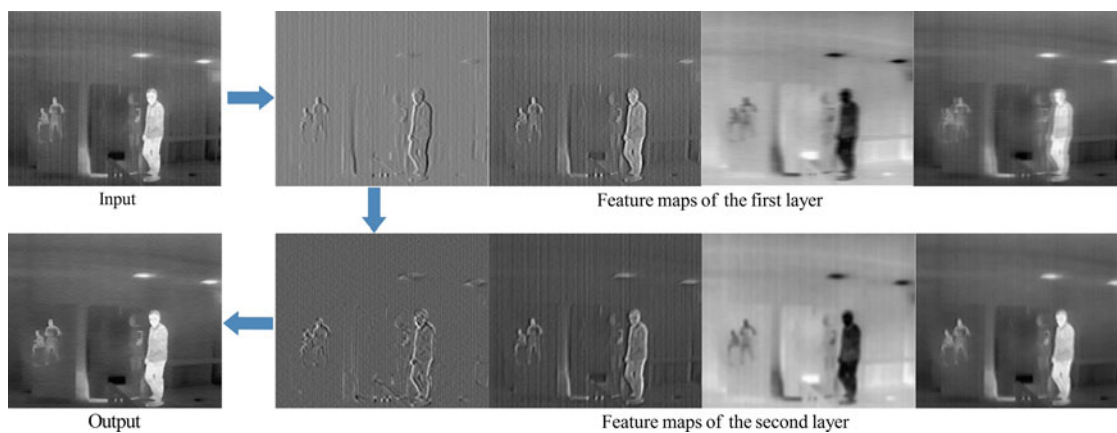 Input
Feature maps of the first layer
Output
Feature maps of the second layer